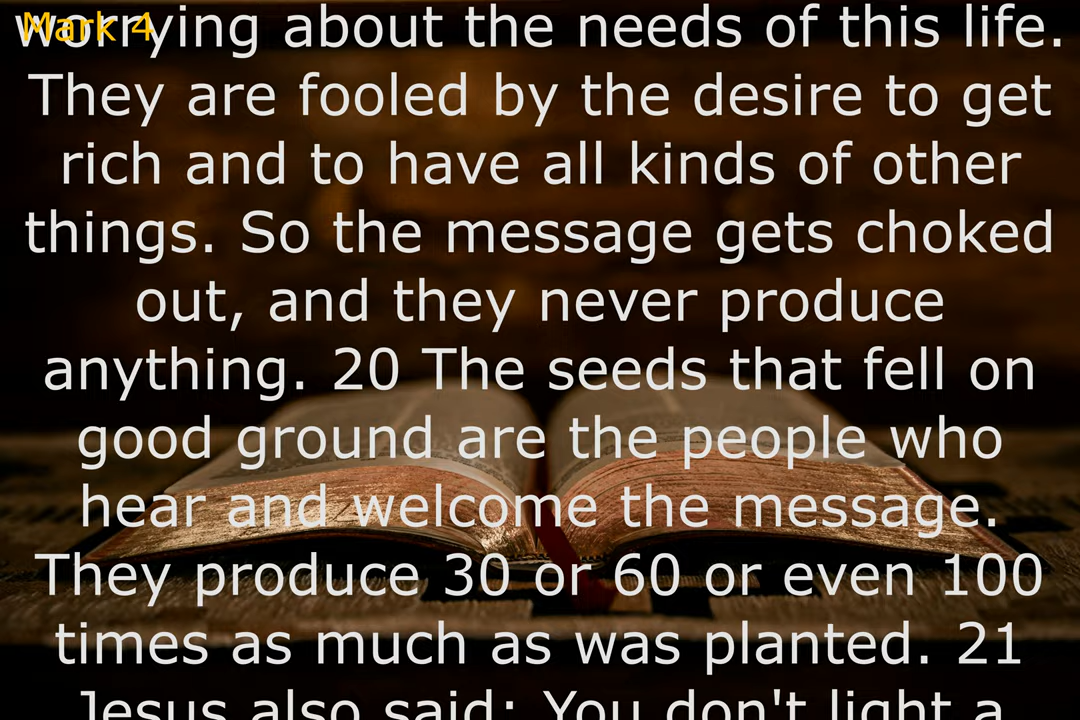 Mark 4
worrying about the needs of this life.
They are fooled by the desire to get
rich and to have all kinds of other
things. So the message gets choked
out, and they never produce
anything. 20 The seeds that fell on
good ground are the people who
hear and welcome the message.
They produce 30 or 60 or even 100
times as much as was planted. 21
Jesus also said: You don't light a